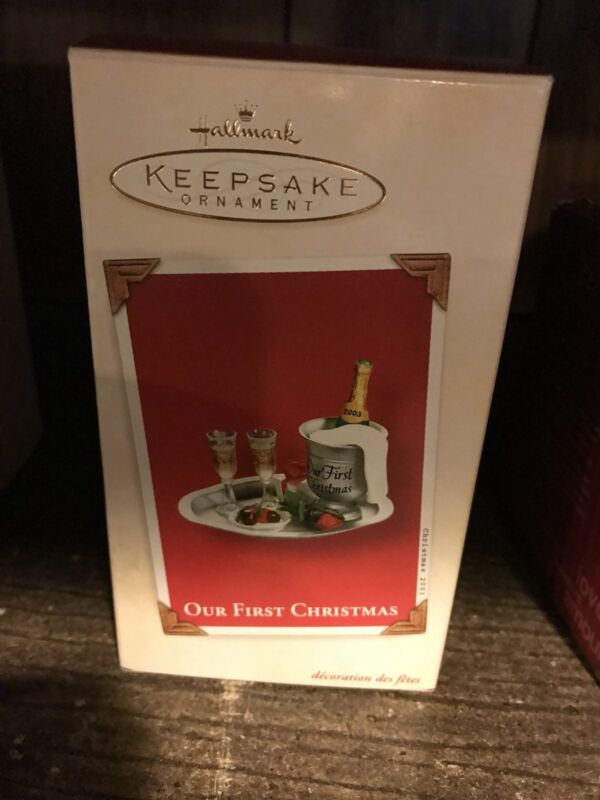 Hallmark
KEEPSAKE
ORNAMENT
2003
Our First
Christmas
Christmas 2003
OUR FIRST CHRISTMAS
décoration des fêtes